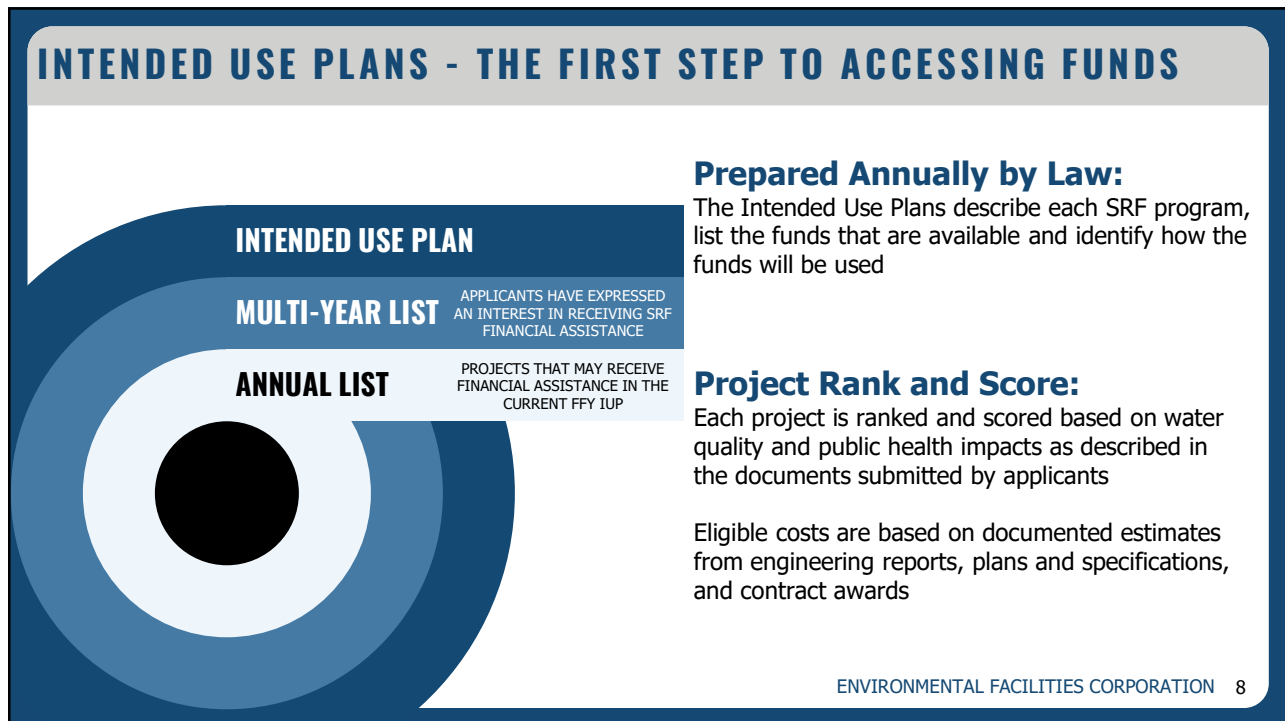 INTENDED USE PLANS - THE FIRST STEP TO ACCESSING FUNDS
INTENDED USE PLAN
MULTI-YEAR LIST
APPLICANTS HAVE EXPRESSED
AN INTEREST IN RECEIVING SRF
FINANCIAL ASSISTANCE
ANNUAL LIST
PROJECTS THAT MAY RECEIVE
FINANCIAL ASSISTANCE IN THE
CURRENT FFY IUP
Prepared Annually by Law:
The Intended Use Plans describe each SRF program,
list the funds that are available and identify how the
funds will be used
Project Rank and Score:
Each project is ranked and scored based on water
quality and public health impacts as described in
the documents submitted by applicants
Eligible costs are based on documented estimates
from engineering reports, plans and specifications,
and contract awards
ENVIRONMENTAL FACILITIES CORPORATION 8